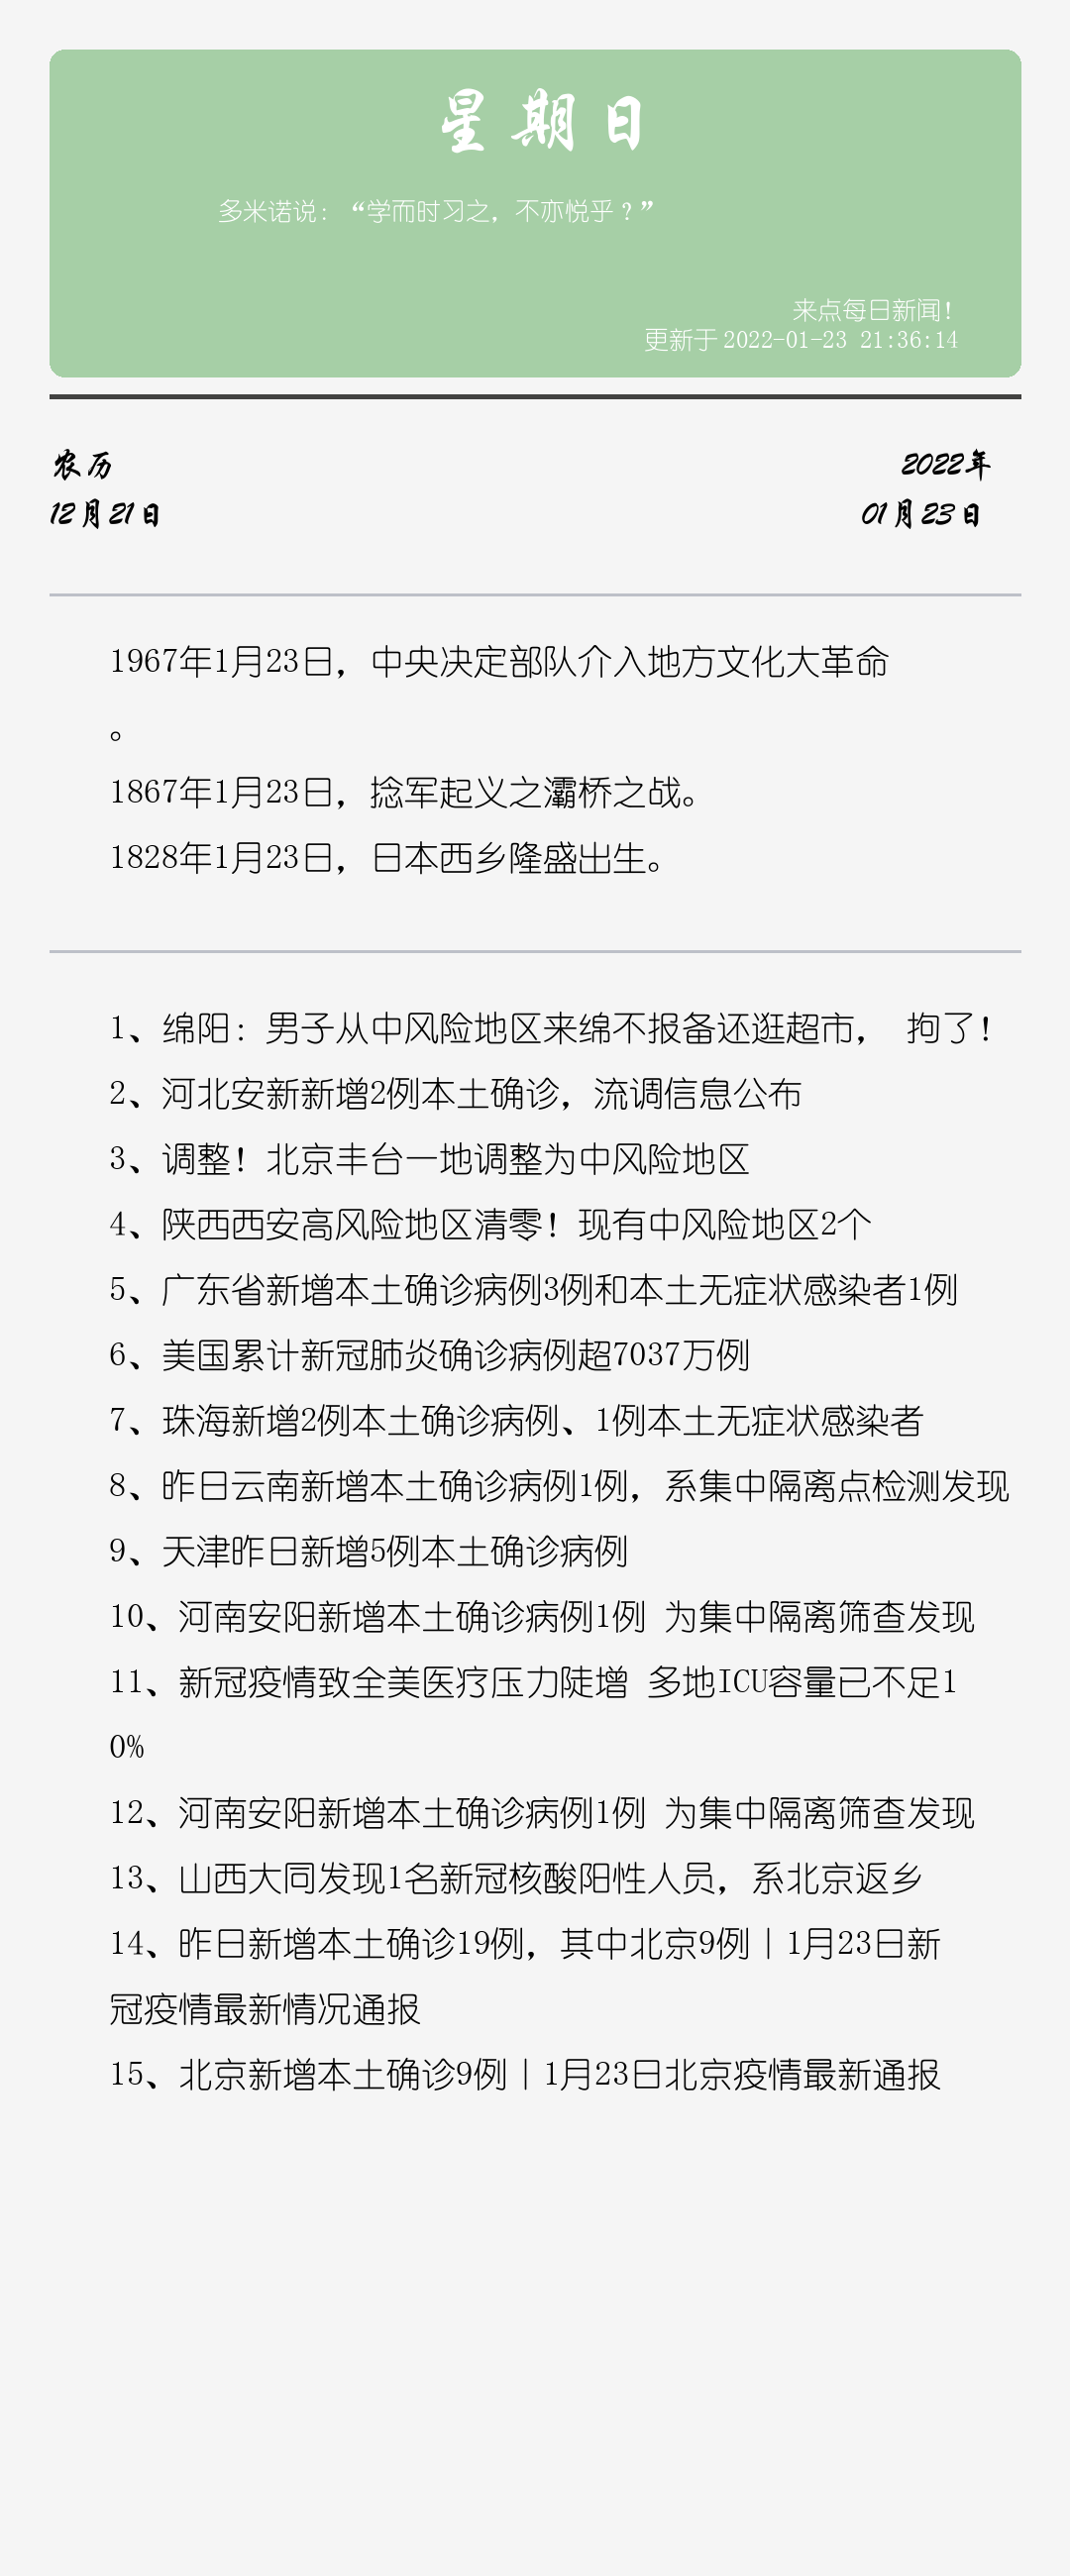 星期日
多米诺说：“学而时习之，不亦悦乎？”
来点每日新闻！
更新于 2022-01-23 21:36:14
农历
2022年
12月21日
01月23日
1967年1月23日，中央决定部队介入地方文化大革命
。
1867年1月23日，捻军起义之灞桥之战。
1828年1月23日，日本西乡隆盛出生。
1、绵阳：男子从中风险地区来绵不报备还逛超市， 拘了！
2、河北安新新增2例本土确诊，流调信息公布
3、调整！北京丰台一地调整为中风险地区
4、陕西西安高风险地区清零！现有中风险地区2个
5、广东省新增本土确诊病例3例和本土无症状感染者1例
6、美国累计新冠肺炎确诊病例超7037万例
7、珠海新增2例本土确诊病例、1例本土无症状感染者
8、昨日云南新增本土确诊病例1例，系集中隔离点检测发现
9、天津昨日新增5例本土确诊病例
10、河南安阳新增本土确诊病例1例 为集中隔离筛查发现
11、新冠疫情致全美医疗压力陡增 多地ICU容量已不足1
0%
12、河南安阳新增本土确诊病例1例 为集中隔离筛查发现
13、山西大同发现1名新冠核酸阳性人员，系北京返乡
14、昨日新增本土确诊19例，其中北京9例｜1月23日新
冠疫情最新情况通报
15、北京新增本土确诊9例｜1月23日北京疫情最新通报